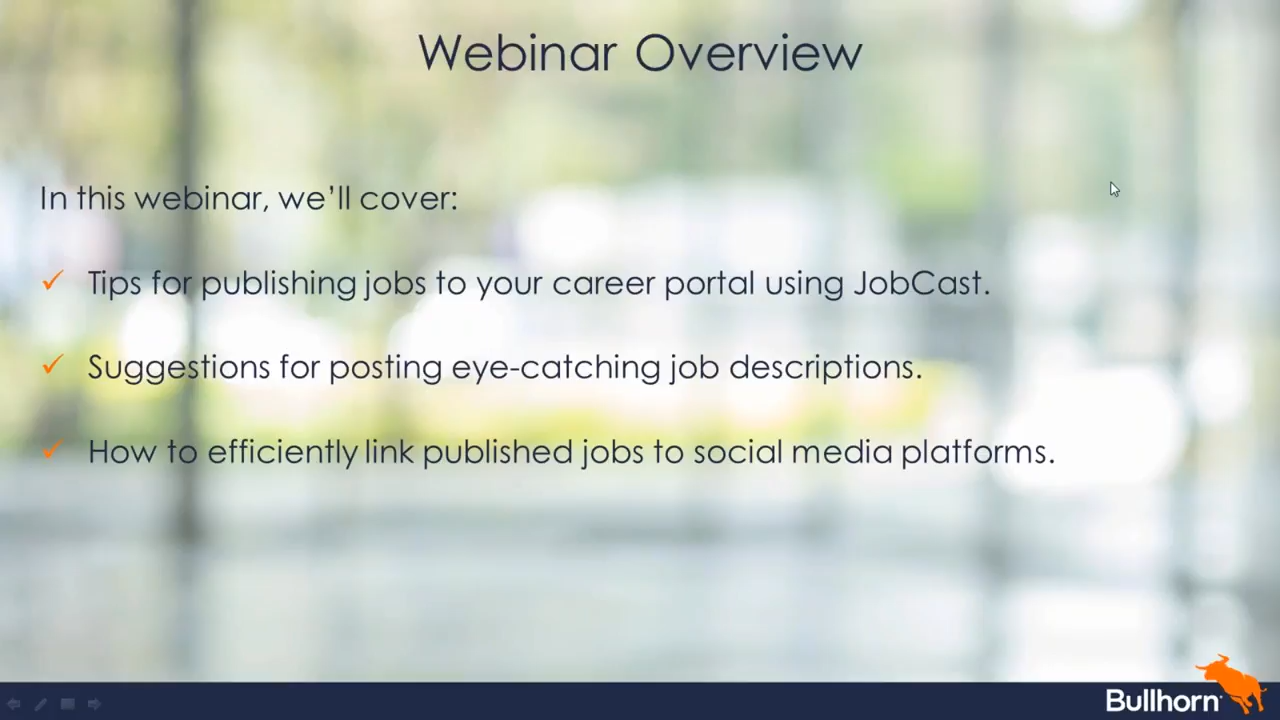 Webinar Overview
In this webinar, we’ll cover:
✓ Tips for publishing jobs to your career portal using JobCast.
✓ Suggestions for posting eye-catching job descriptions.
✓ How to efficiently link published jobs to social media platforms.
Bullhorn